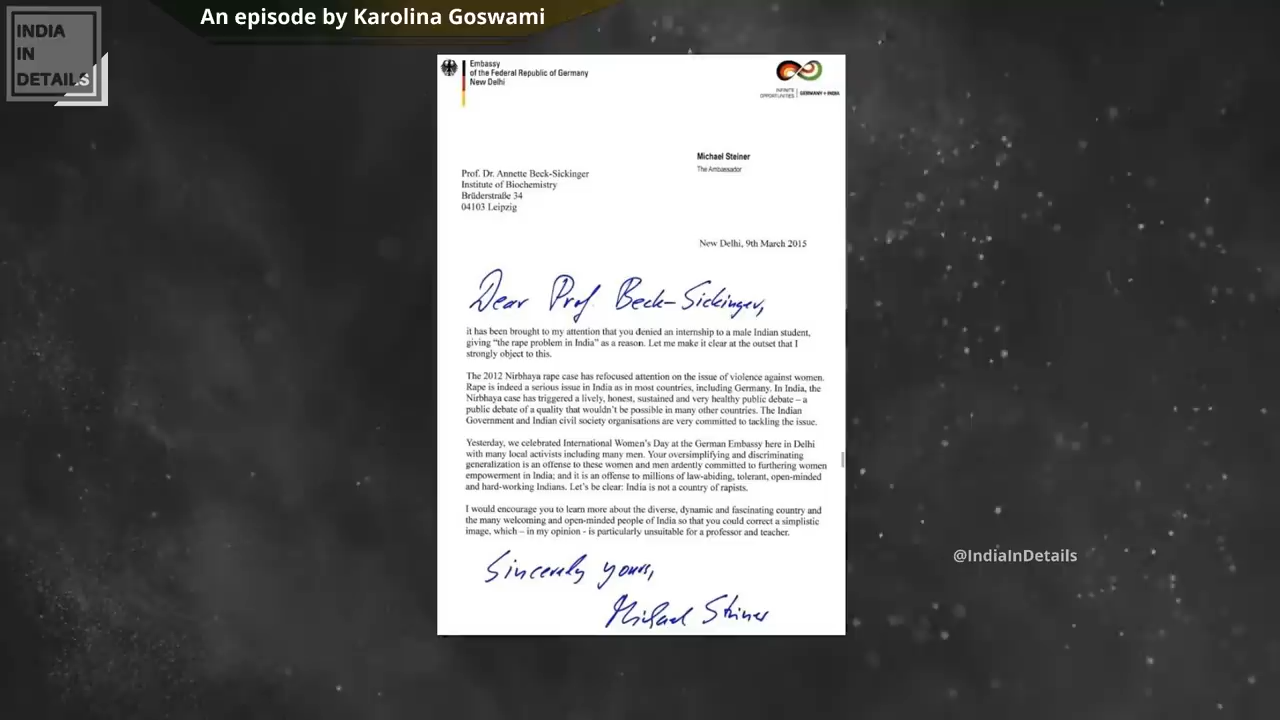 An episode by Karolina Goswami
INDIA
IN
DETAILS
Embassy
of the Federal Republic of Germany
New Delhi
INFINITE
OPPORTUNITIES
GERMANY + INDIA
Michael Steiner
The Ambassador
Prof. Dr. Annette Beck-Sickinger
Institute of Biochemistry
Brüderstraße 34
04103 Leipzig
New Delhi, 9th March 2015
Dear Prof. Beck-Sickinger,
it has been brought to my attention that you denied an internship to a male Indian student,
giving “the rape problem in India” as a reason. Let me make it clear at the outset that I
strongly object to this.
The 2012 Nirbhaya rape case has refocused attention on the issue of violence against women.
Rape is indeed a serious issue in India as in most countries, including Germany. In India, the
Nirbhaya case has triggered a lively, honest, sustained and very healthy public debate – a
public debate of a quality that wouldn't be possible in many other countries. The Indian
Government and Indian civil society organisations are very committed to tackling the issue.
Yesterday, we celebrated International Women's Day at the German Embassy here in Delhi
with many local activists including many men. Your oversimplifying and discriminating
generalization is an offense to these women and men ardently committed to furthering women
empowerment in India; and it is an offense to millions of law-abiding, tolerant, open-minded
and hard-working Indians. Let's be clear: India is not a country of rapists.
I would encourage you to learn more about the diverse, dynamic and fascinating country and
the many welcoming and open-minded people of India so that you could correct a simplistic
image, which – in my opinion - is particularly unsuitable for a professor and teacher.
Sincerely yours,
Michael Steiner
@IndiaInDetails